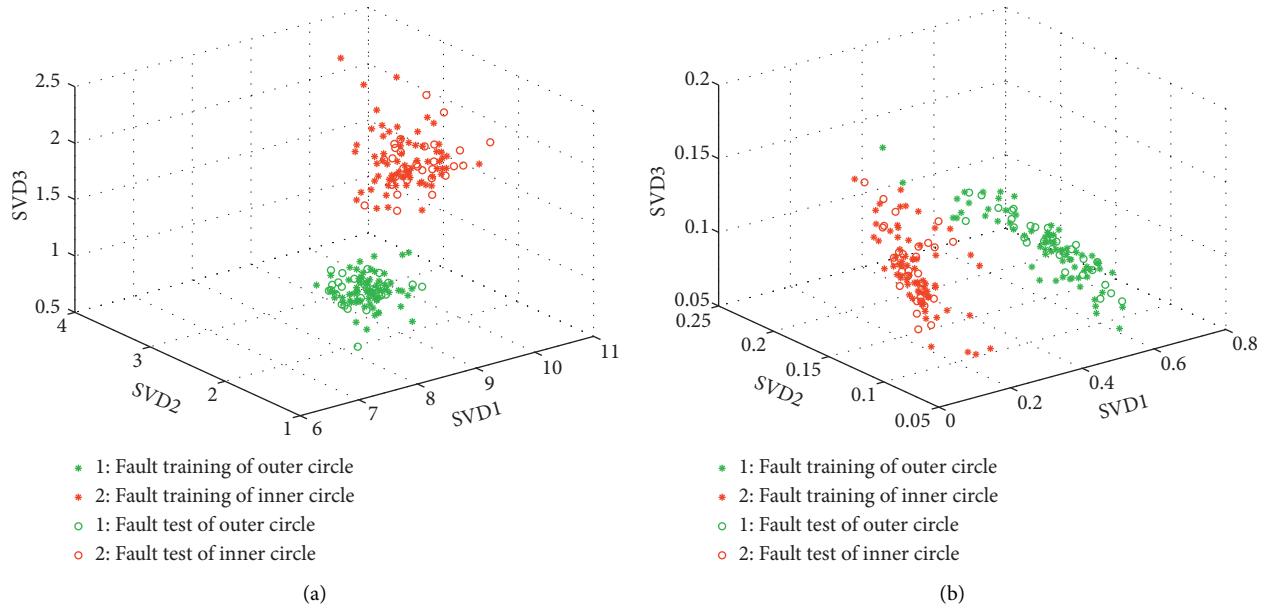 2.5
2
1.5
1
0.5
SVD3
4
3
2
1
SVD2
6
7
8
9
10
11
SVD1
1: Fault training of outer circle
2: Fault training of inner circle
1: Fault test of outer circle
2: Fault test of inner circle
(a)
0.2
0.15
0.1
0.05
SVD3
0.25
0.2
0.15
0.1
0.05
SVD2
0
0.2
0.4
0.6
0.8
SVD1
1: Fault training of outer circle
2: Fault training of inner circle
1: Fault test of outer circle
2: Fault test of inner circle
(b)